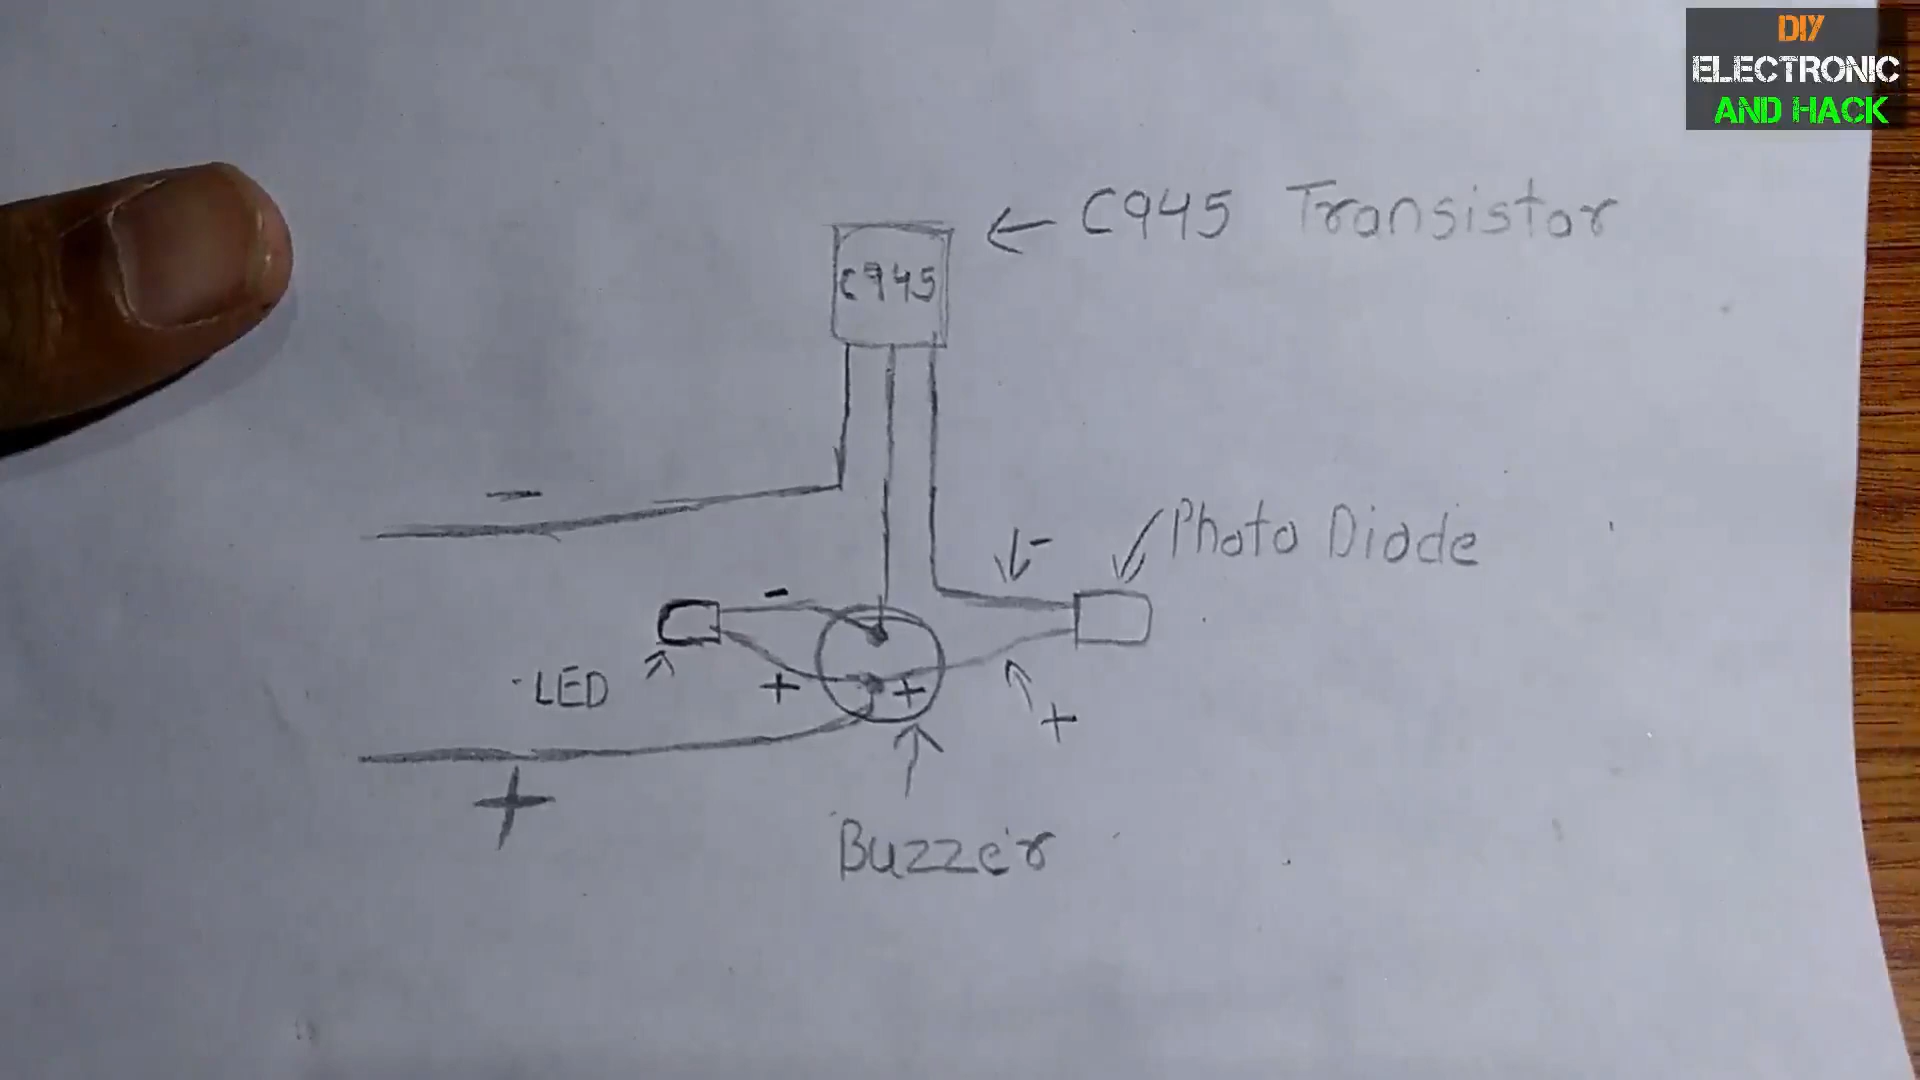 DIY
ELECTRONIC
AND HACK
← C945 Transistor
C945
-
-
Photo Diode
-
LED
+
+
+
+
Buzzer